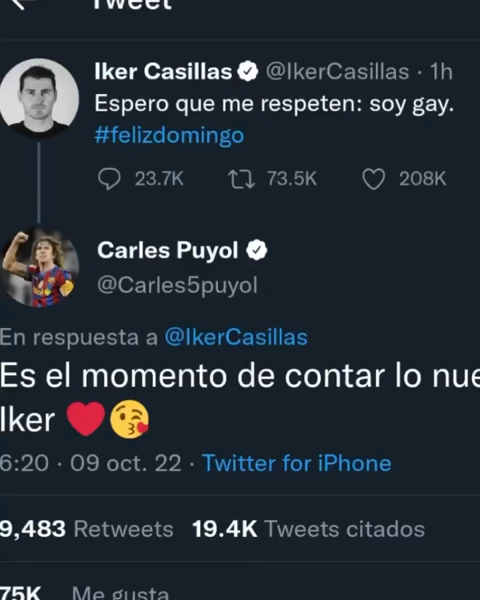 Tweet
Iker Casillas @IkerCasillas · 1h
Espero que me respeten: soy gay.
#felizdomingo
23.7K 73.5K 208K
Carles Puyol
@Carles5puyol
En respuesta a @IkerCasillas
Es el momento de contar lo nue
Iker ❤️😘
6:20 · 09 oct. 22 · Twitter for iPhone
9,483 Retweets 19.4K Tweets citados
75K Me gusta